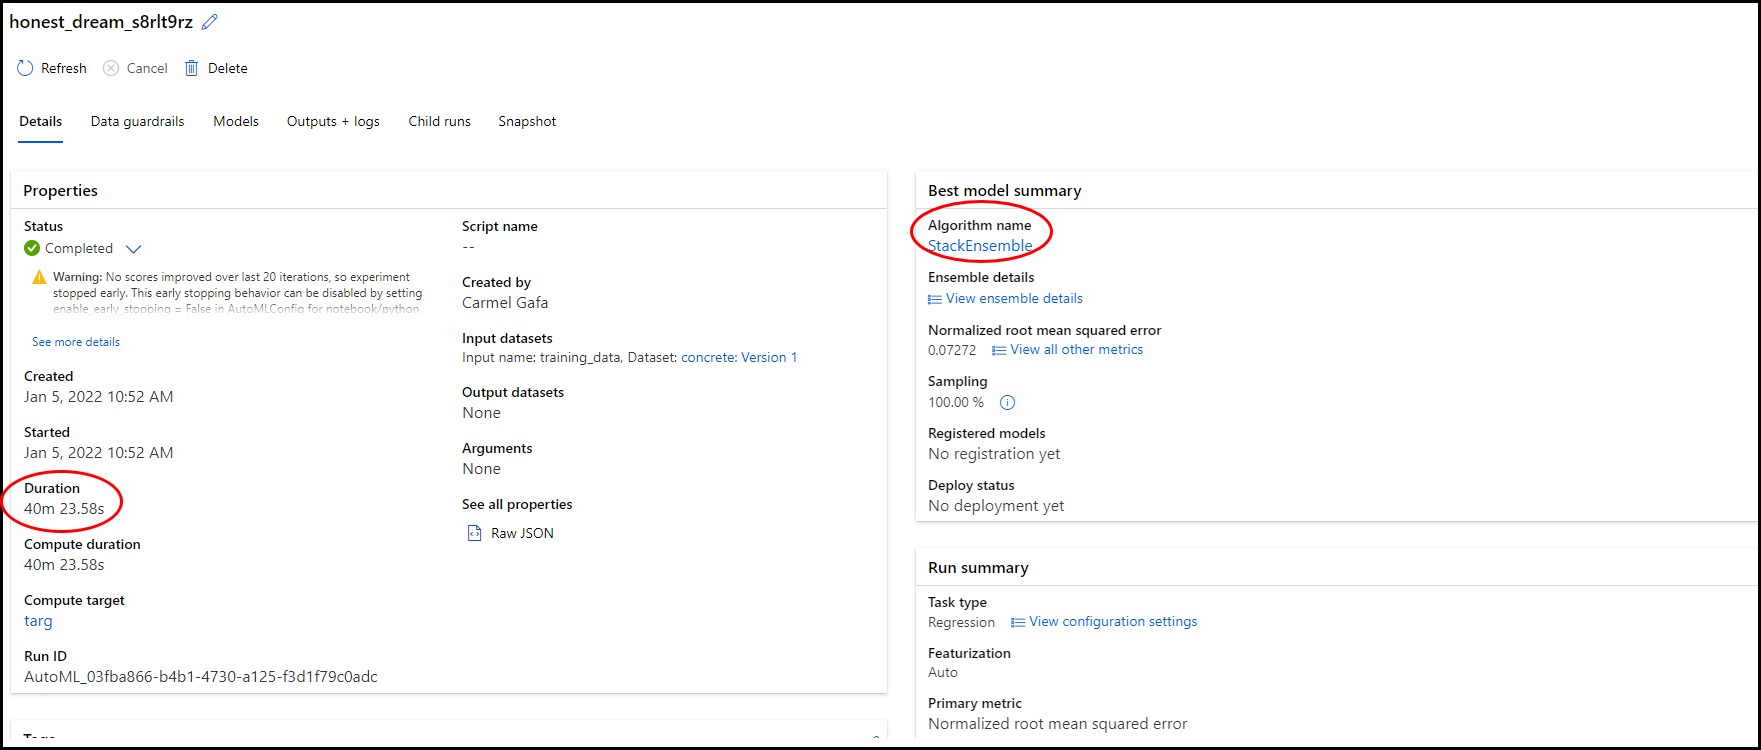 honest_dream_s8rlt9rz
Refresh Cancel Delete
Details Data guardrails Models Outputs + logs Child runs Snapshot
Properties
Status
Completed
Warning: No scores improved over last 20 iterations, so experiment
stopped early. This early stopping behavior can be disabled by setting
enable_early_stopping = False in AutoMLConfig for notebook/python
See more details
Created
Jan 5, 2022 10:52 AM
Started
Jan 5, 2022 10:52 AM
Duration
40m 23.58s
Compute duration
40m 23.58s
Compute target
targ
Run ID
AutoML_03fba866-b4b1-4730-a125-f3d1f79c0adc
Script name
--
Created by
Carmel Gafa
Input datasets
Input name: training_data, Dataset: concrete: Version 1
Output datasets
None
Arguments
None
See all properties
Raw JSON
Best model summary
Algorithm name
StackEnsemble
Ensemble details
View ensemble details
Normalized root mean squared error
0.07272 View all other metrics
Sampling
100.00 %
Registered models
No registration yet
Deploy status
No deployment yet
Run summary
Task type
Regression View configuration settings
Featurization
Auto
Primary metric
Normalized root mean squared error